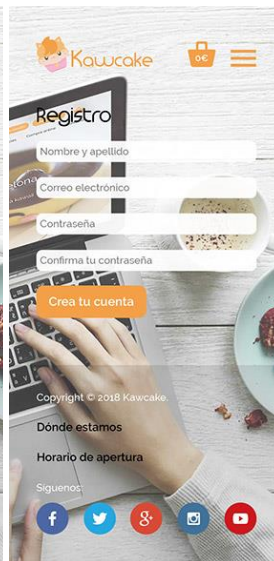 Kawcake
0€
Registro
Nombre y apellido
Correo electrónico
Contraseña
Confirma tu contraseña
Crea tu cuenta
Copyright © 2018 Kawcake.
Dónde estamos
Horario de apertura
Síguenos: